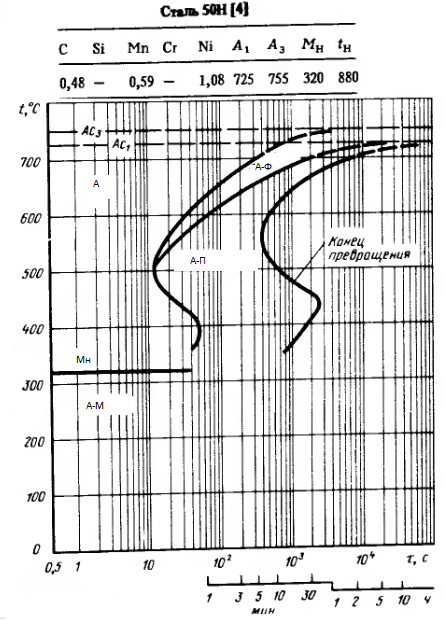 Сталь 50Н [4]
C Si Mn Cr Ni A1 A3 Mн tн
0,48 — 0,59 — 1,08 725 755 320 880
t,°C
Ac3
Ac1
700
А-Ф
А
600
Конец
превращения
А-П
500
400
Мн
300
А-М
200
100
0
0,5 1 10 10² 10³ 10⁴ τ, с
1 3 5 10 30 1 2 5 10 ч
мин